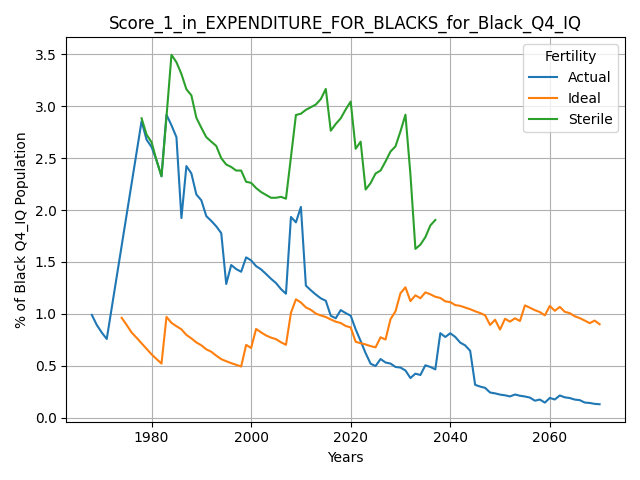 Score_1_in_EXPENDITURE_FOR_BLACKS_for_Black_Q4_IQ
Fertility
Actual
Ideal
Sterile
% of Black Q4_IQ Population
3.5
3.0
2.5
2.0
1.5
1.0
0.5
0.0
1980
2000
2020
2040
2060
Years